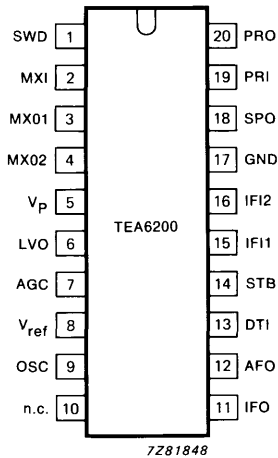 SWD 1 20 PRO
MXI 2 19 PRI
MX01 3 18 SPO
MX02 4 17 GND
Vp 5 16 IFI2
TEA6200
LVO 6 15 IFI1
AGC 7 14 STB
Vref 8 13 DTI
OSC 9 12 AFO
n.c. 10 11 IFO
7Z81848